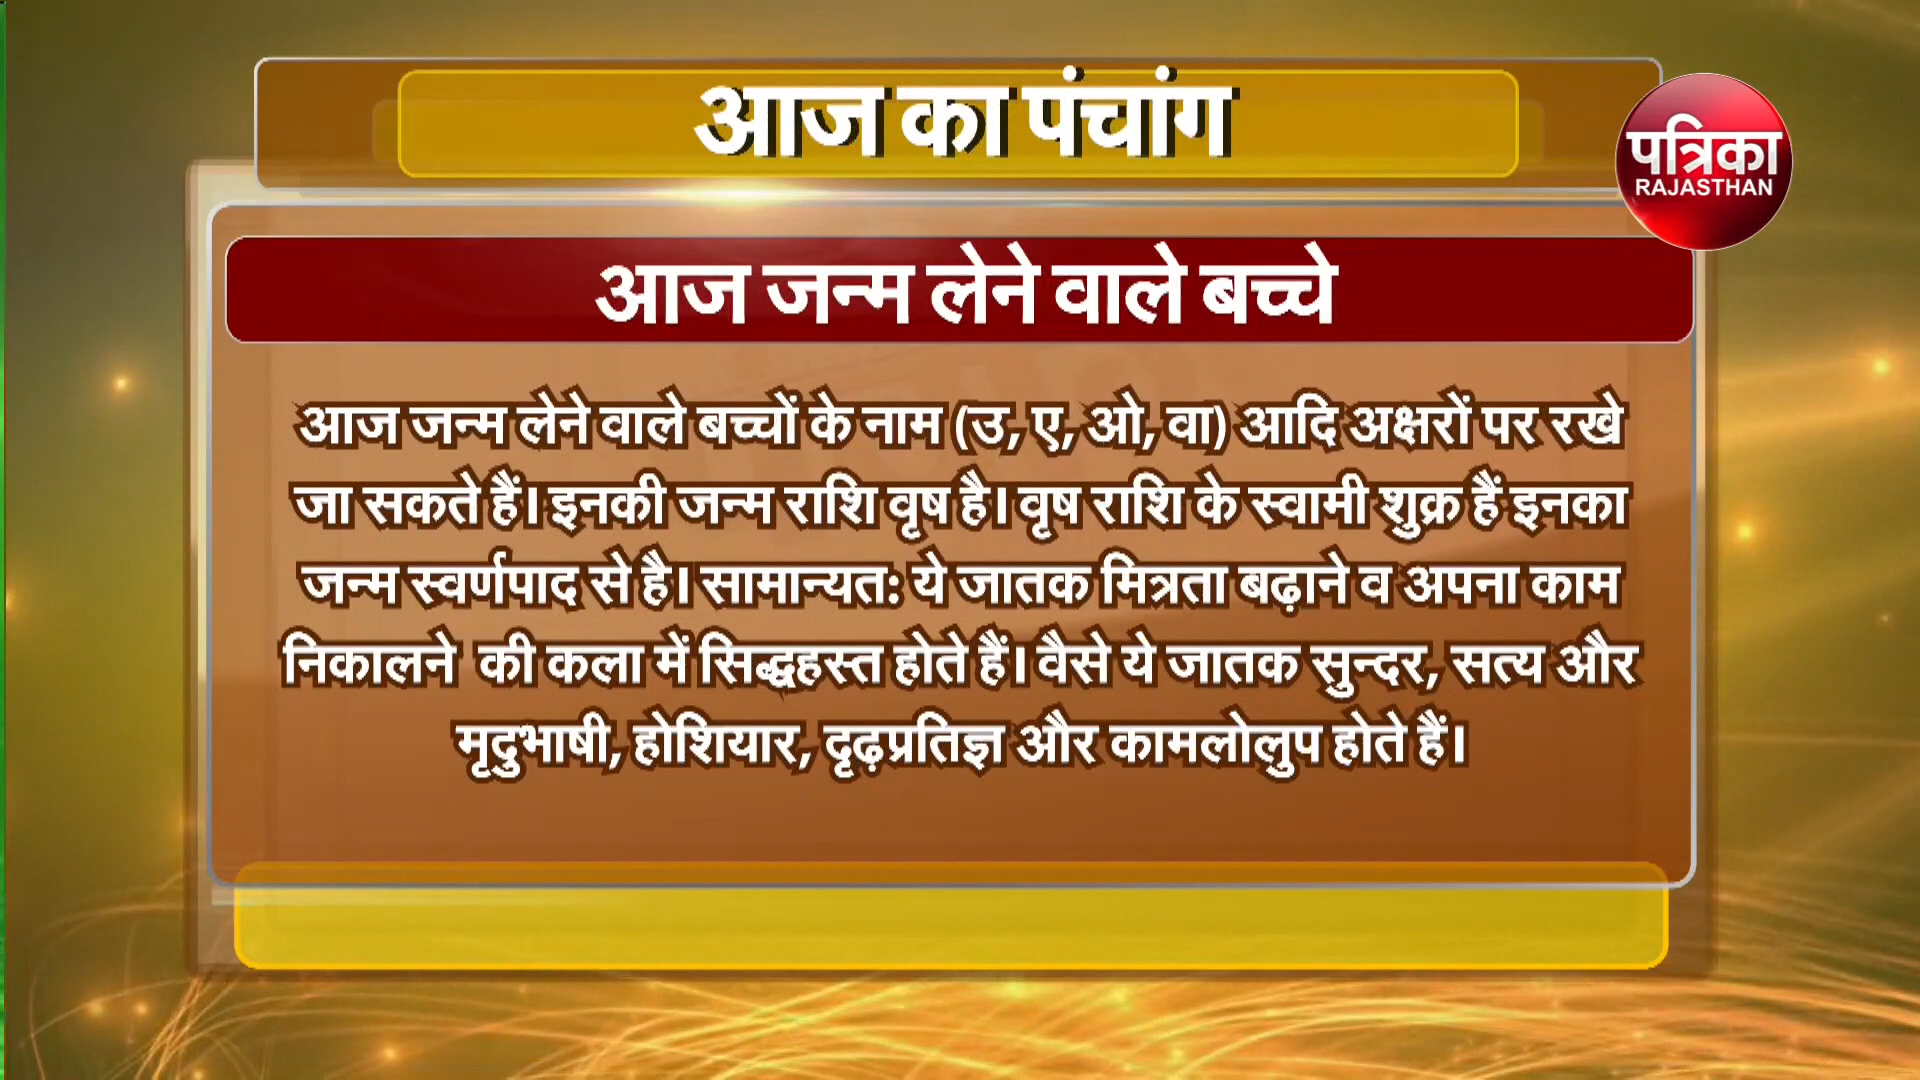 आज का पंचांग
पत्रिका
RAJASTHAN
आज जन्म लेने वाले बच्चे
आज जन्म लेने वाले बच्चों के नाम (उ, ए, ओ, वा) आदि अक्षरों पर रखे
जा सकते हैं। इनकी जन्म राशि वृष है। वृष राशि के स्वामी शुक्र हैं इनका
जन्म स्वर्णपाद से है। सामान्यत: ये जातक मित्रता बढ़ाने व अपना काम
निकालने की कला में सिद्धहस्त होते हैं। वैसे ये जातक सुन्दर, सत्य और
मृदुभाषी, होशियार, दृढ़प्रतिज्ञ और कामलोलुप होते हैं।